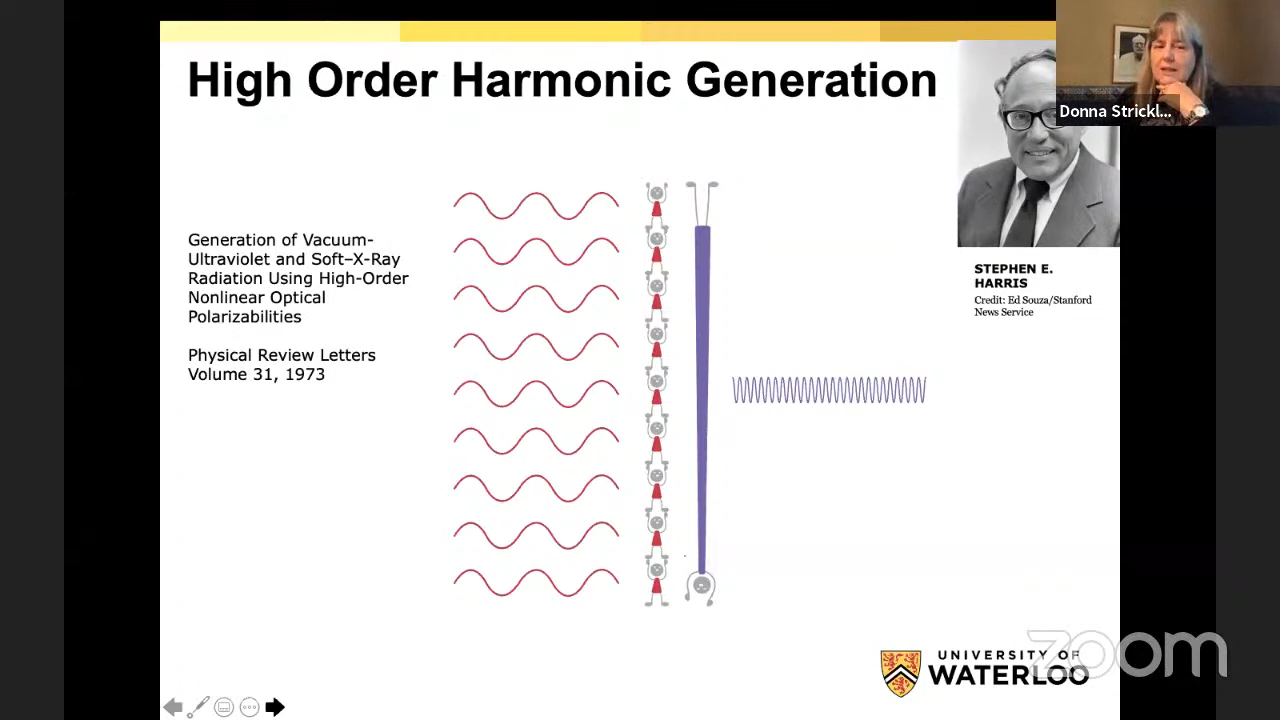 High Order Harmonic Generation
Donna Strickl...
Generation of Vacuum-
Ultraviolet and Soft–X-Ray
Radiation Using High-Order
Nonlinear Optical
Polarizabilities
Physical Review Letters
Volume 31, 1973
STEPHEN E.
HARRIS
Credit: Ed Souza/Stanford
News Service
UNIVERSITY OF
WATERLOO
zoom